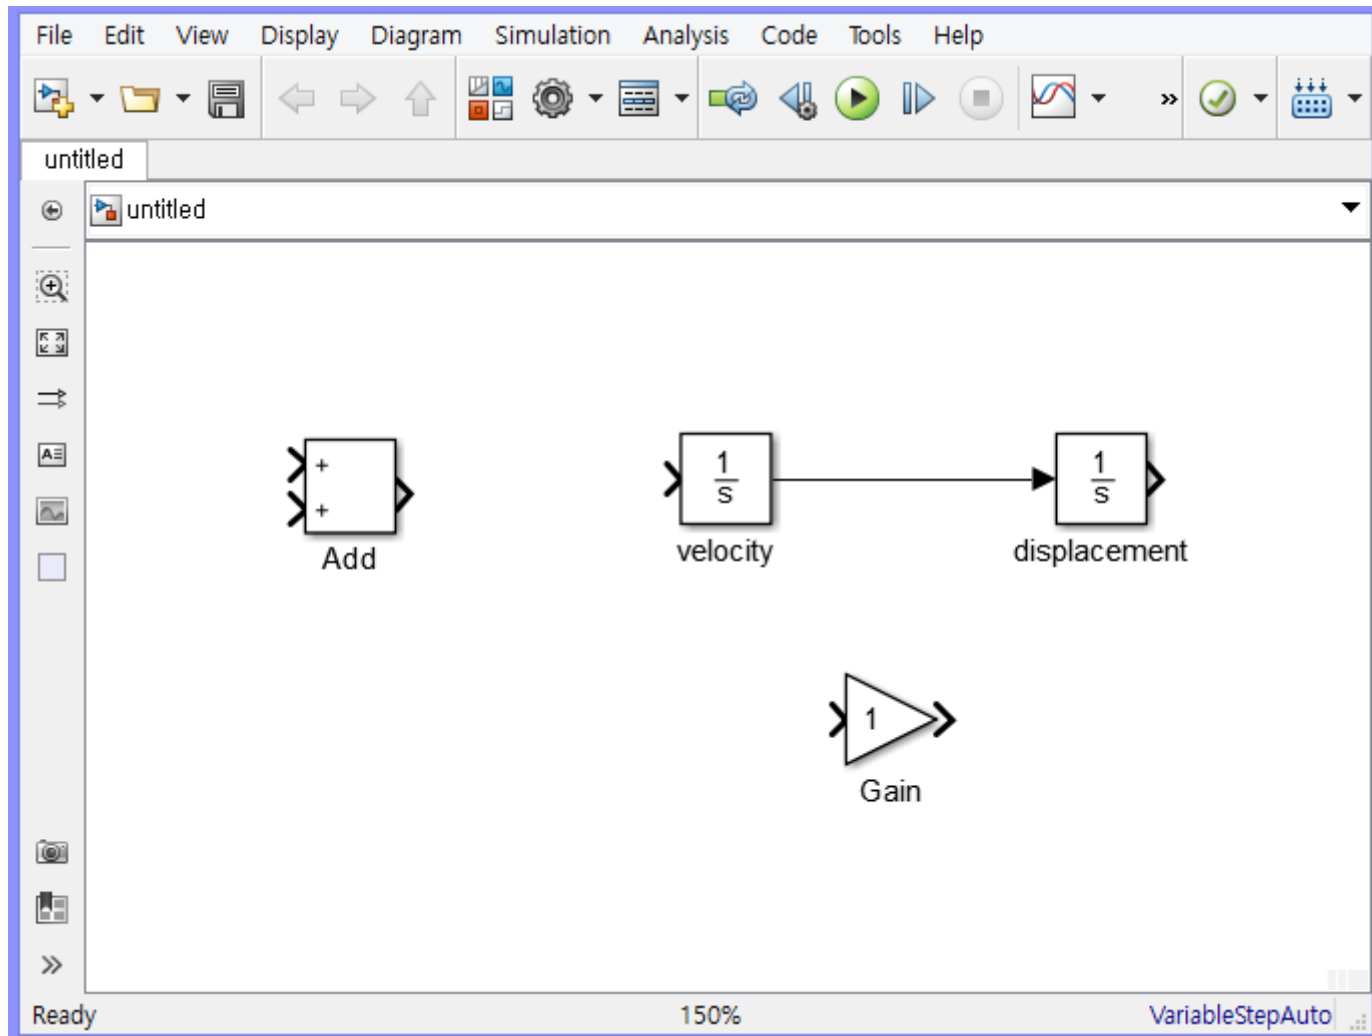 File Edit View Display Diagram Simulation Analysis Code Tools Help
untitled
untitled
+
+
Add
1
s
velocity
1
s
displacement
1
Gain
Ready 150% VariableStepAuto